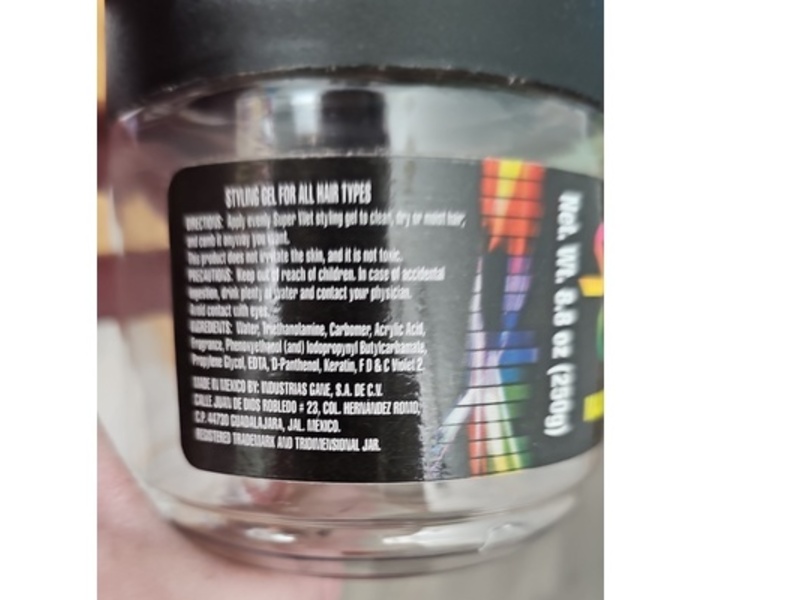 STYLING GEL FOR ALL HAIR TYPES
DIRECTIONS: Apply evenly Super Wet styling gel to clean, dry or moist hair,
and comb it anyway you want.
This product does not irritate the skin, and it is not toxic.
PRECAUTIONS: Keep out of reach of children. In case of accidental
ingestion, drink plenty of water and contact your physician.
Avoid contact with eyes.
INGREDIENTS: Water, Triethanolamine, Carbomer, Acrylic Acid,
Fragrance, Phenoxyethanol (and) Iodopropynyl Butylcarbamate,
Propylene Glycol, EDTA, D-Panthenol, Keratin, F D & C Violet 2.
MADE IN MEXICO BY: INDUSTRIAS GANE, S.A. DE C.V.
CALLE JUAN DE DIOS ROBLEDO # 23, COL. HERNANDEZ ROMO,
C.P. 44730 GUADALAJARA, JAL. MEXICO.
REGISTERED TRADEMARK AND TRIDIMENSIONAL JAR.
Net. Wt. 8.8 oz (250g)